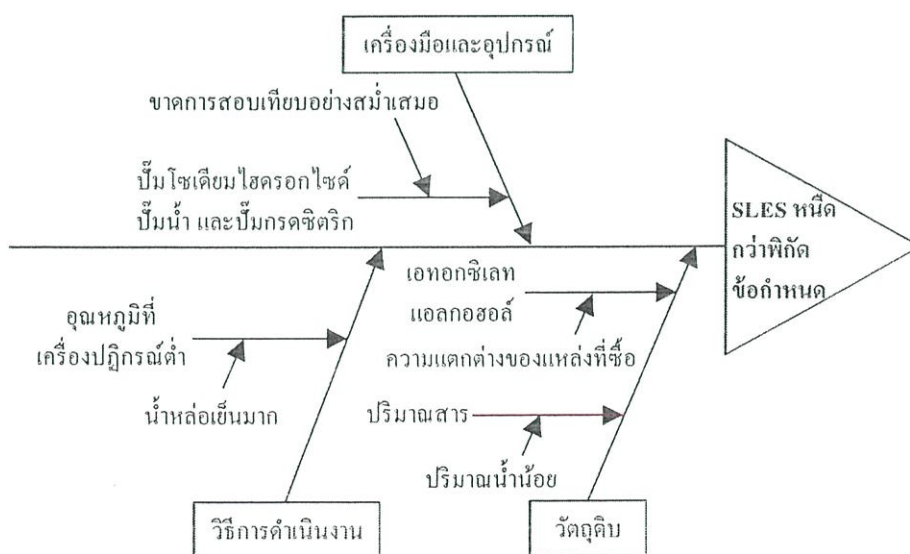 เครื่องมือและอุปกรณ์
ขาดการสอบเทียบอย่างสม่ำเสมอ
ปั๊มโซเดียมไฮดรอกไซด์
ปั๊มน้ำ และปั๊มกรดซิตริก
SLES หนืด
กว่าพิกัด
ข้อกำหนด
เอทอกซิเลท
แอลกอฮอล์
ความแตกต่างของแหล่งที่ซื้อ
อุณหภูมิที่
เครื่องปฏิกรณ์ต่ำ
น้ำหล่อเย็นมาก
ปริมาณสาร
ปริมาณน้ำน้อย
วิธีการดำเนินงาน
วัตถุดิบ